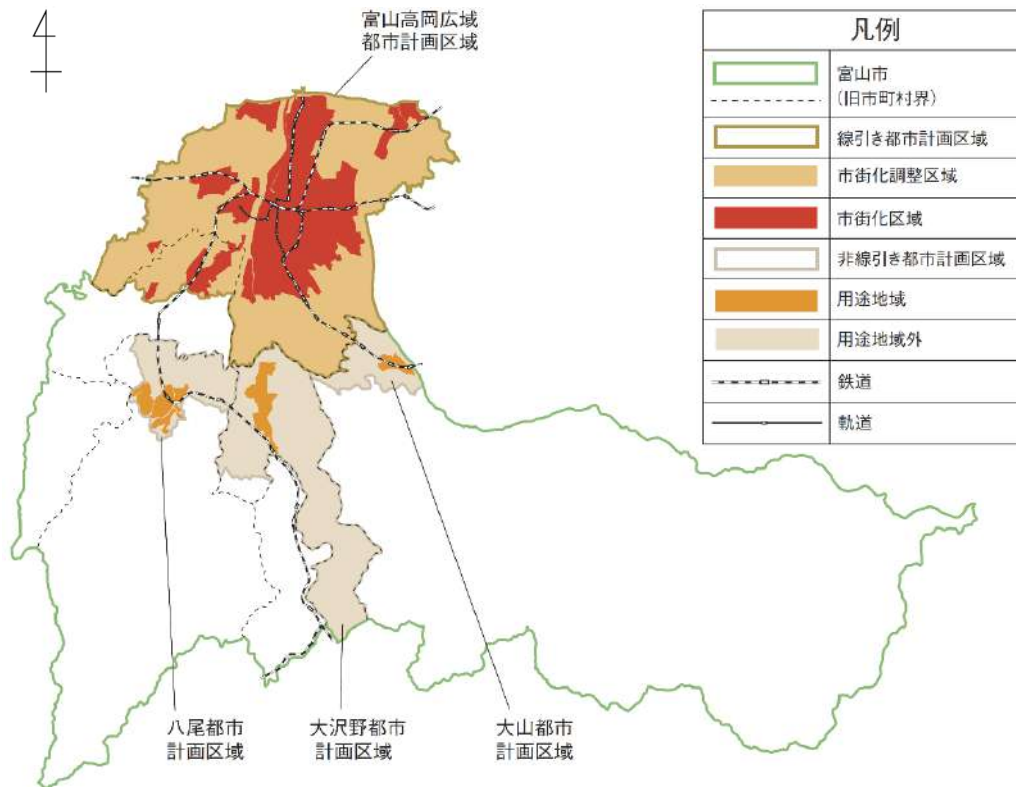 富山高岡広域
都市計画区域
凡例
富山市
(旧市町村界)
線引き都市計画区域
市街化調整区域
市街化区域
非線引き都市計画区域
用途地域
用途地域外
鉄道
軌道
八尾都市
計画区域
大沢野都市
計画区域
大山都市
計画区域